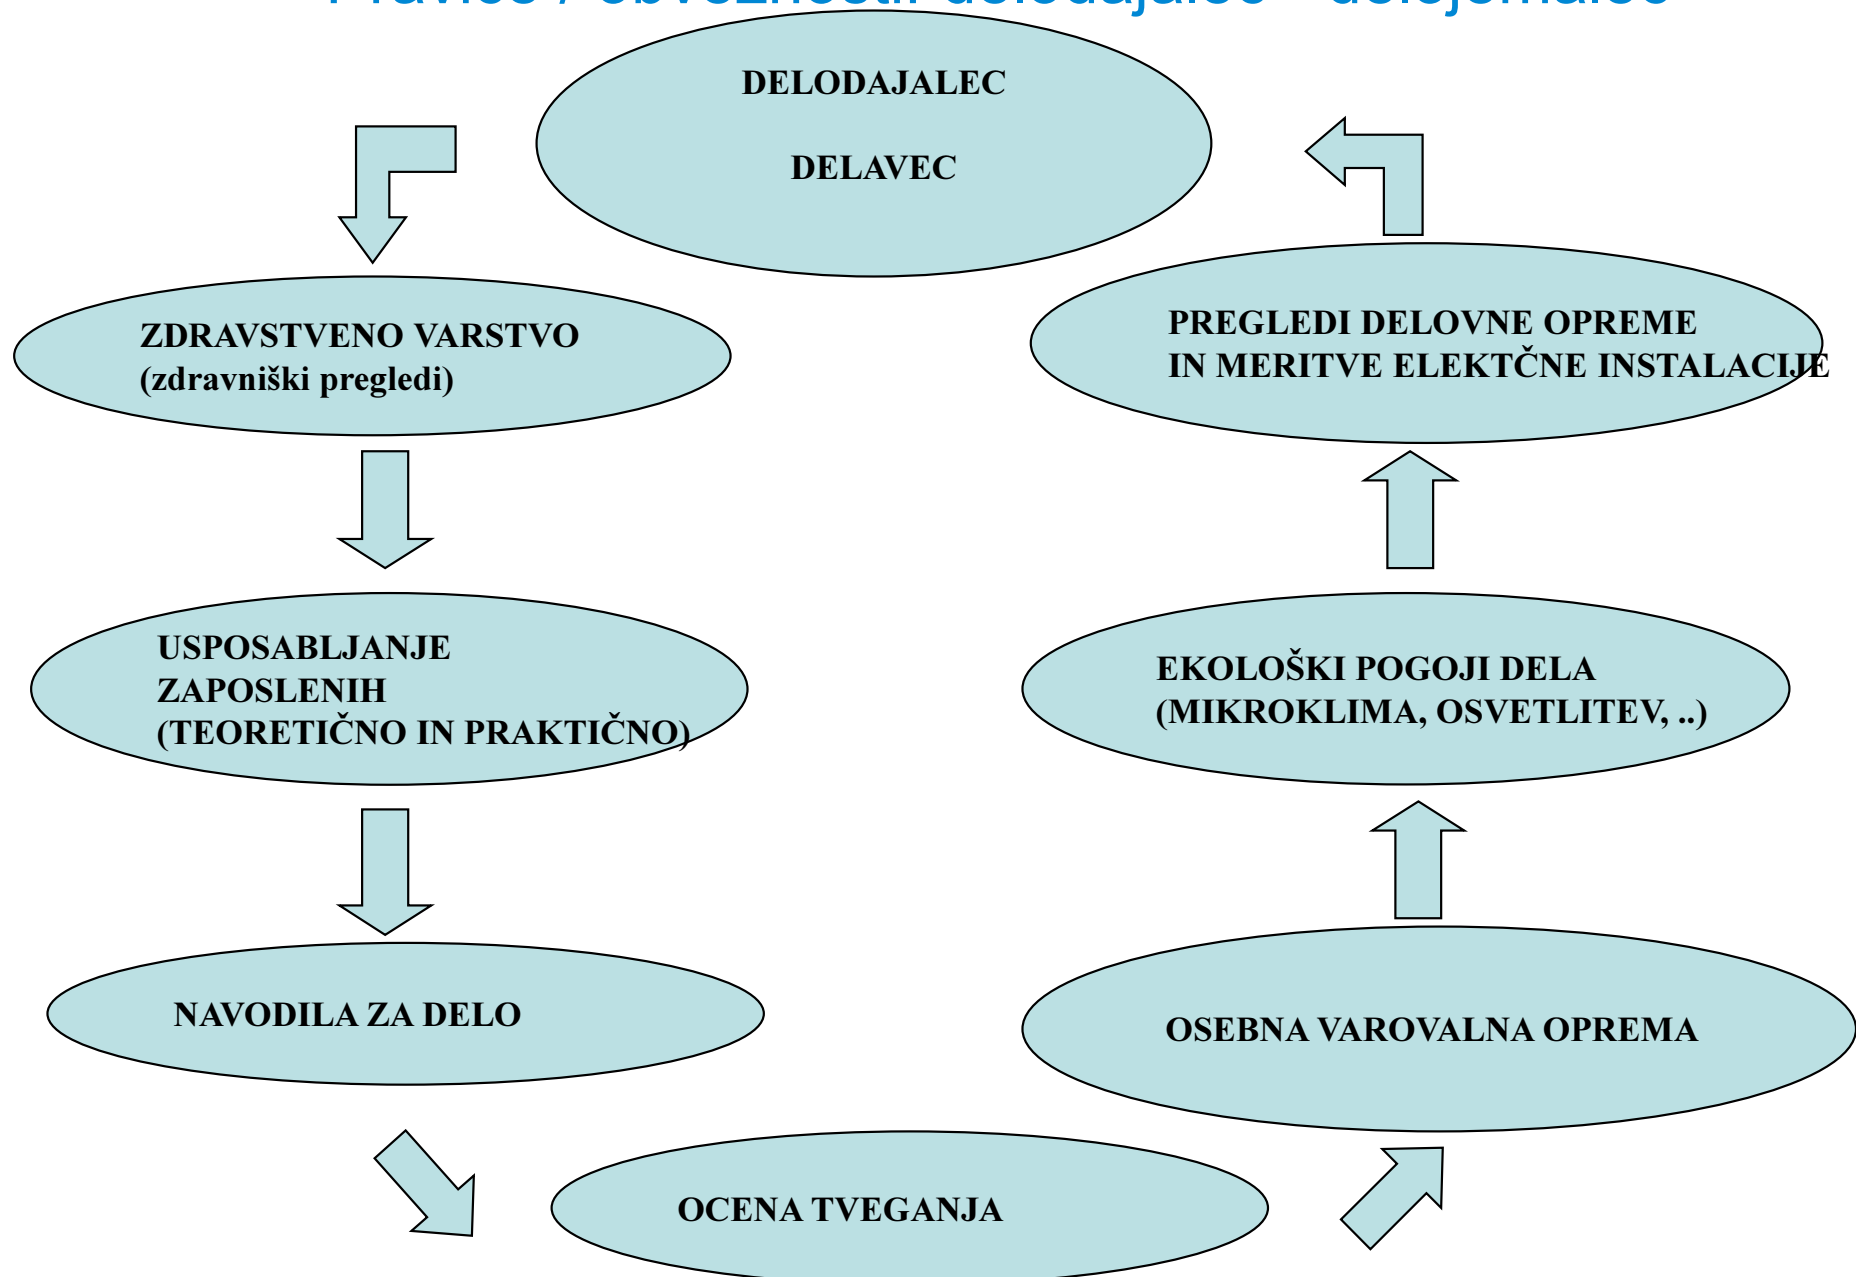 DELODAJALEC
DELAVEC
ZDRAVSTVENO VARSTVO
(zdravniški pregledi)
USPOSABLJANJE
ZAPOSLENIH
(TEORETIČNO IN PRAKTIČNO)
NAVODILA ZA DELO
OCENA TVEGANJA
OSEBNA VAROVALNA OPREMA
EKOLOŠKI POGOJI DELA
(MIKROKLIMA, OSVETLITEV, ..)
PREGLEDI DELOVNE OPREME
IN MERITVE ELEKTČNE INSTALACIJE